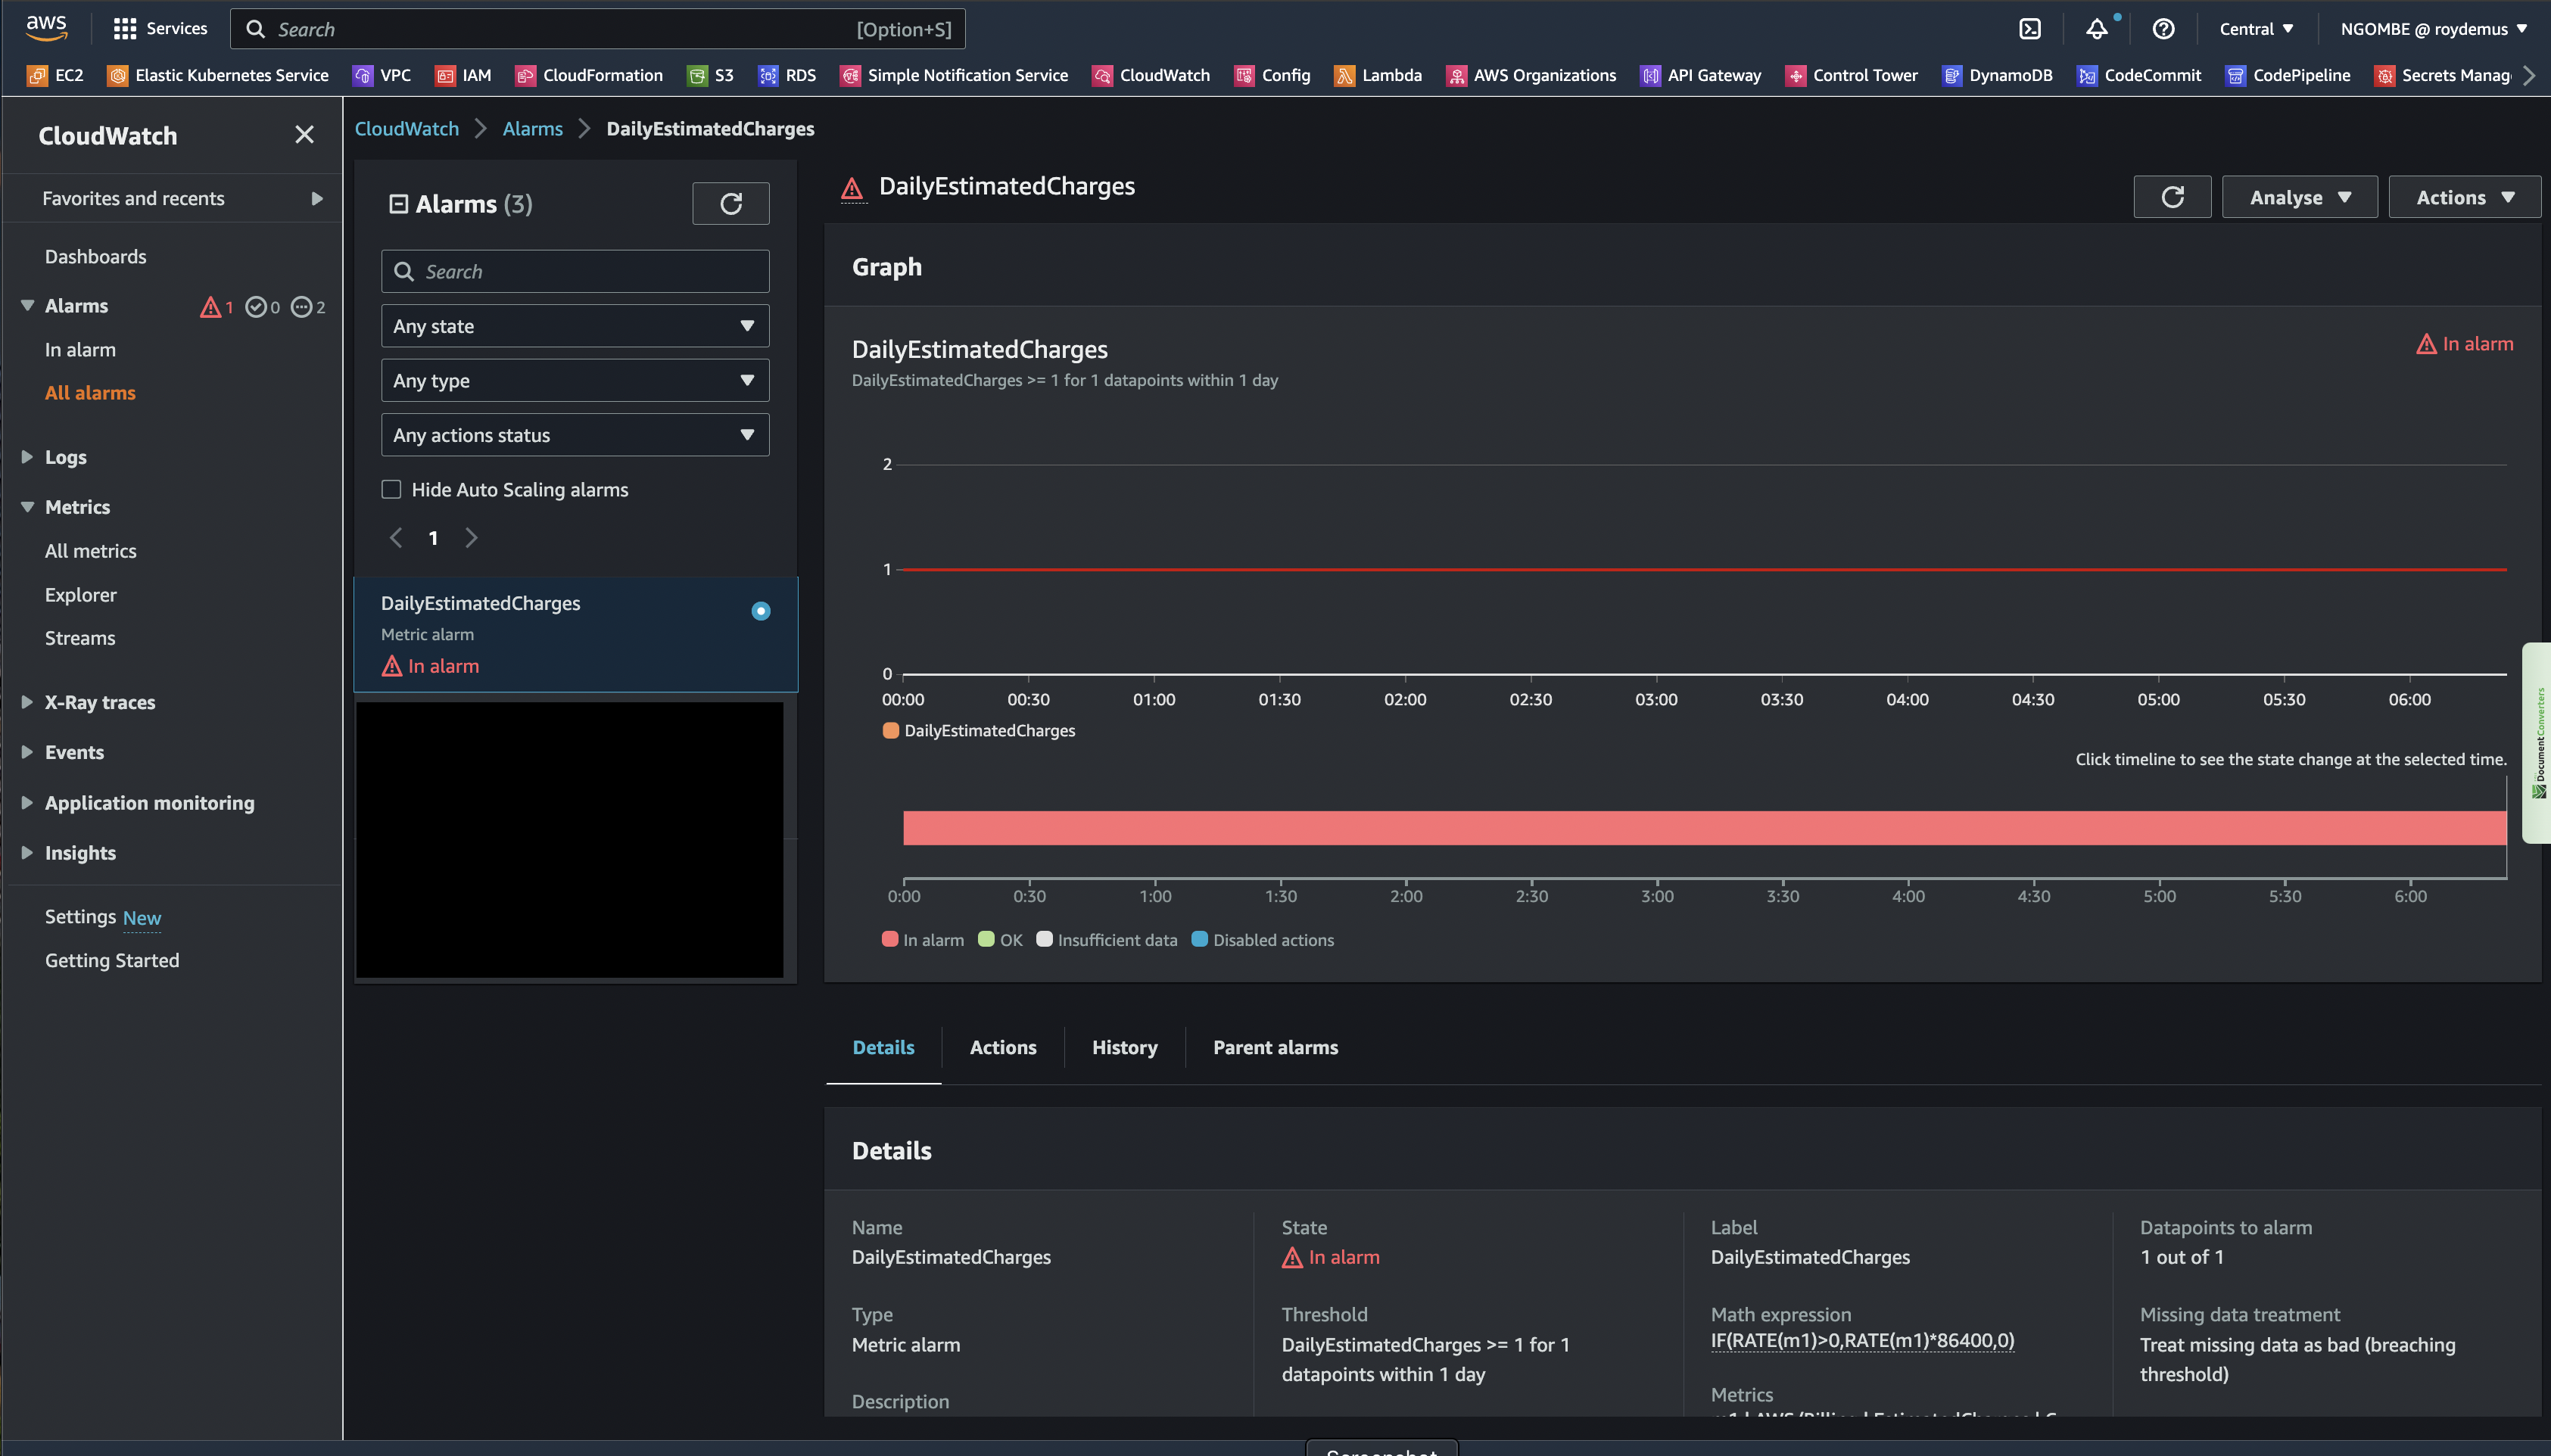 aws
Services
Search
[Option+S]
Central
NGOMBE @ roydemus
EC2
Elastic Kubernetes Service
VPC
IAM
CloudFormation
S3
RDS
Simple Notification Service
CloudWatch
Config
Lambda
AWS Organizations
API Gateway
Control Tower
DynamoDB
CodeCommit
CodePipeline
Secrets Manag
CloudWatch
Favorites and recents
Dashboards
Alarms 1 0 2
In alarm
All alarms
Logs
Metrics
All metrics
Explorer
Streams
X-Ray traces
Events
Application monitoring
Insights
Settings New
Getting Started
CloudWatch
Alarms
DailyEstimatedCharges
Alarms (3)
Search
Any state
Any type
Any actions status
Hide Auto Scaling alarms
1
DailyEstimatedCharges
Metric alarm
In alarm
DailyEstimatedCharges
Analyse
Actions
Graph
DailyEstimatedCharges
In alarm
DailyEstimatedCharges >= 1 for 1 datapoints within 1 day
2
1
0
00:00 00:30 01:00 01:30 02:00 02:30 03:00 03:30 04:00 04:30 05:00 05:30 06:00
DailyEstimatedCharges
Click timeline to see the state change at the selected time.
0:00 0:30 1:00 1:30 2:00 2:30 3:00 3:30 4:00 4:30 5:00 5:30 6:00
In alarm OK Insufficient data Disabled actions
DocumentConverters
Details
Actions
History
Parent alarms
Details
Name
DailyEstimatedCharges
Type
Metric alarm
Description
State
In alarm
Threshold
DailyEstimatedCharges >= 1 for 1
datapoints within 1 day
Label
DailyEstimatedCharges
Math expression
IF(RATE(m1)>0,RATE(m1)*86400,0)
Metrics
Datapoints to alarm
1 out of 1
Missing data treatment
Treat missing data as bad (breaching
threshold)